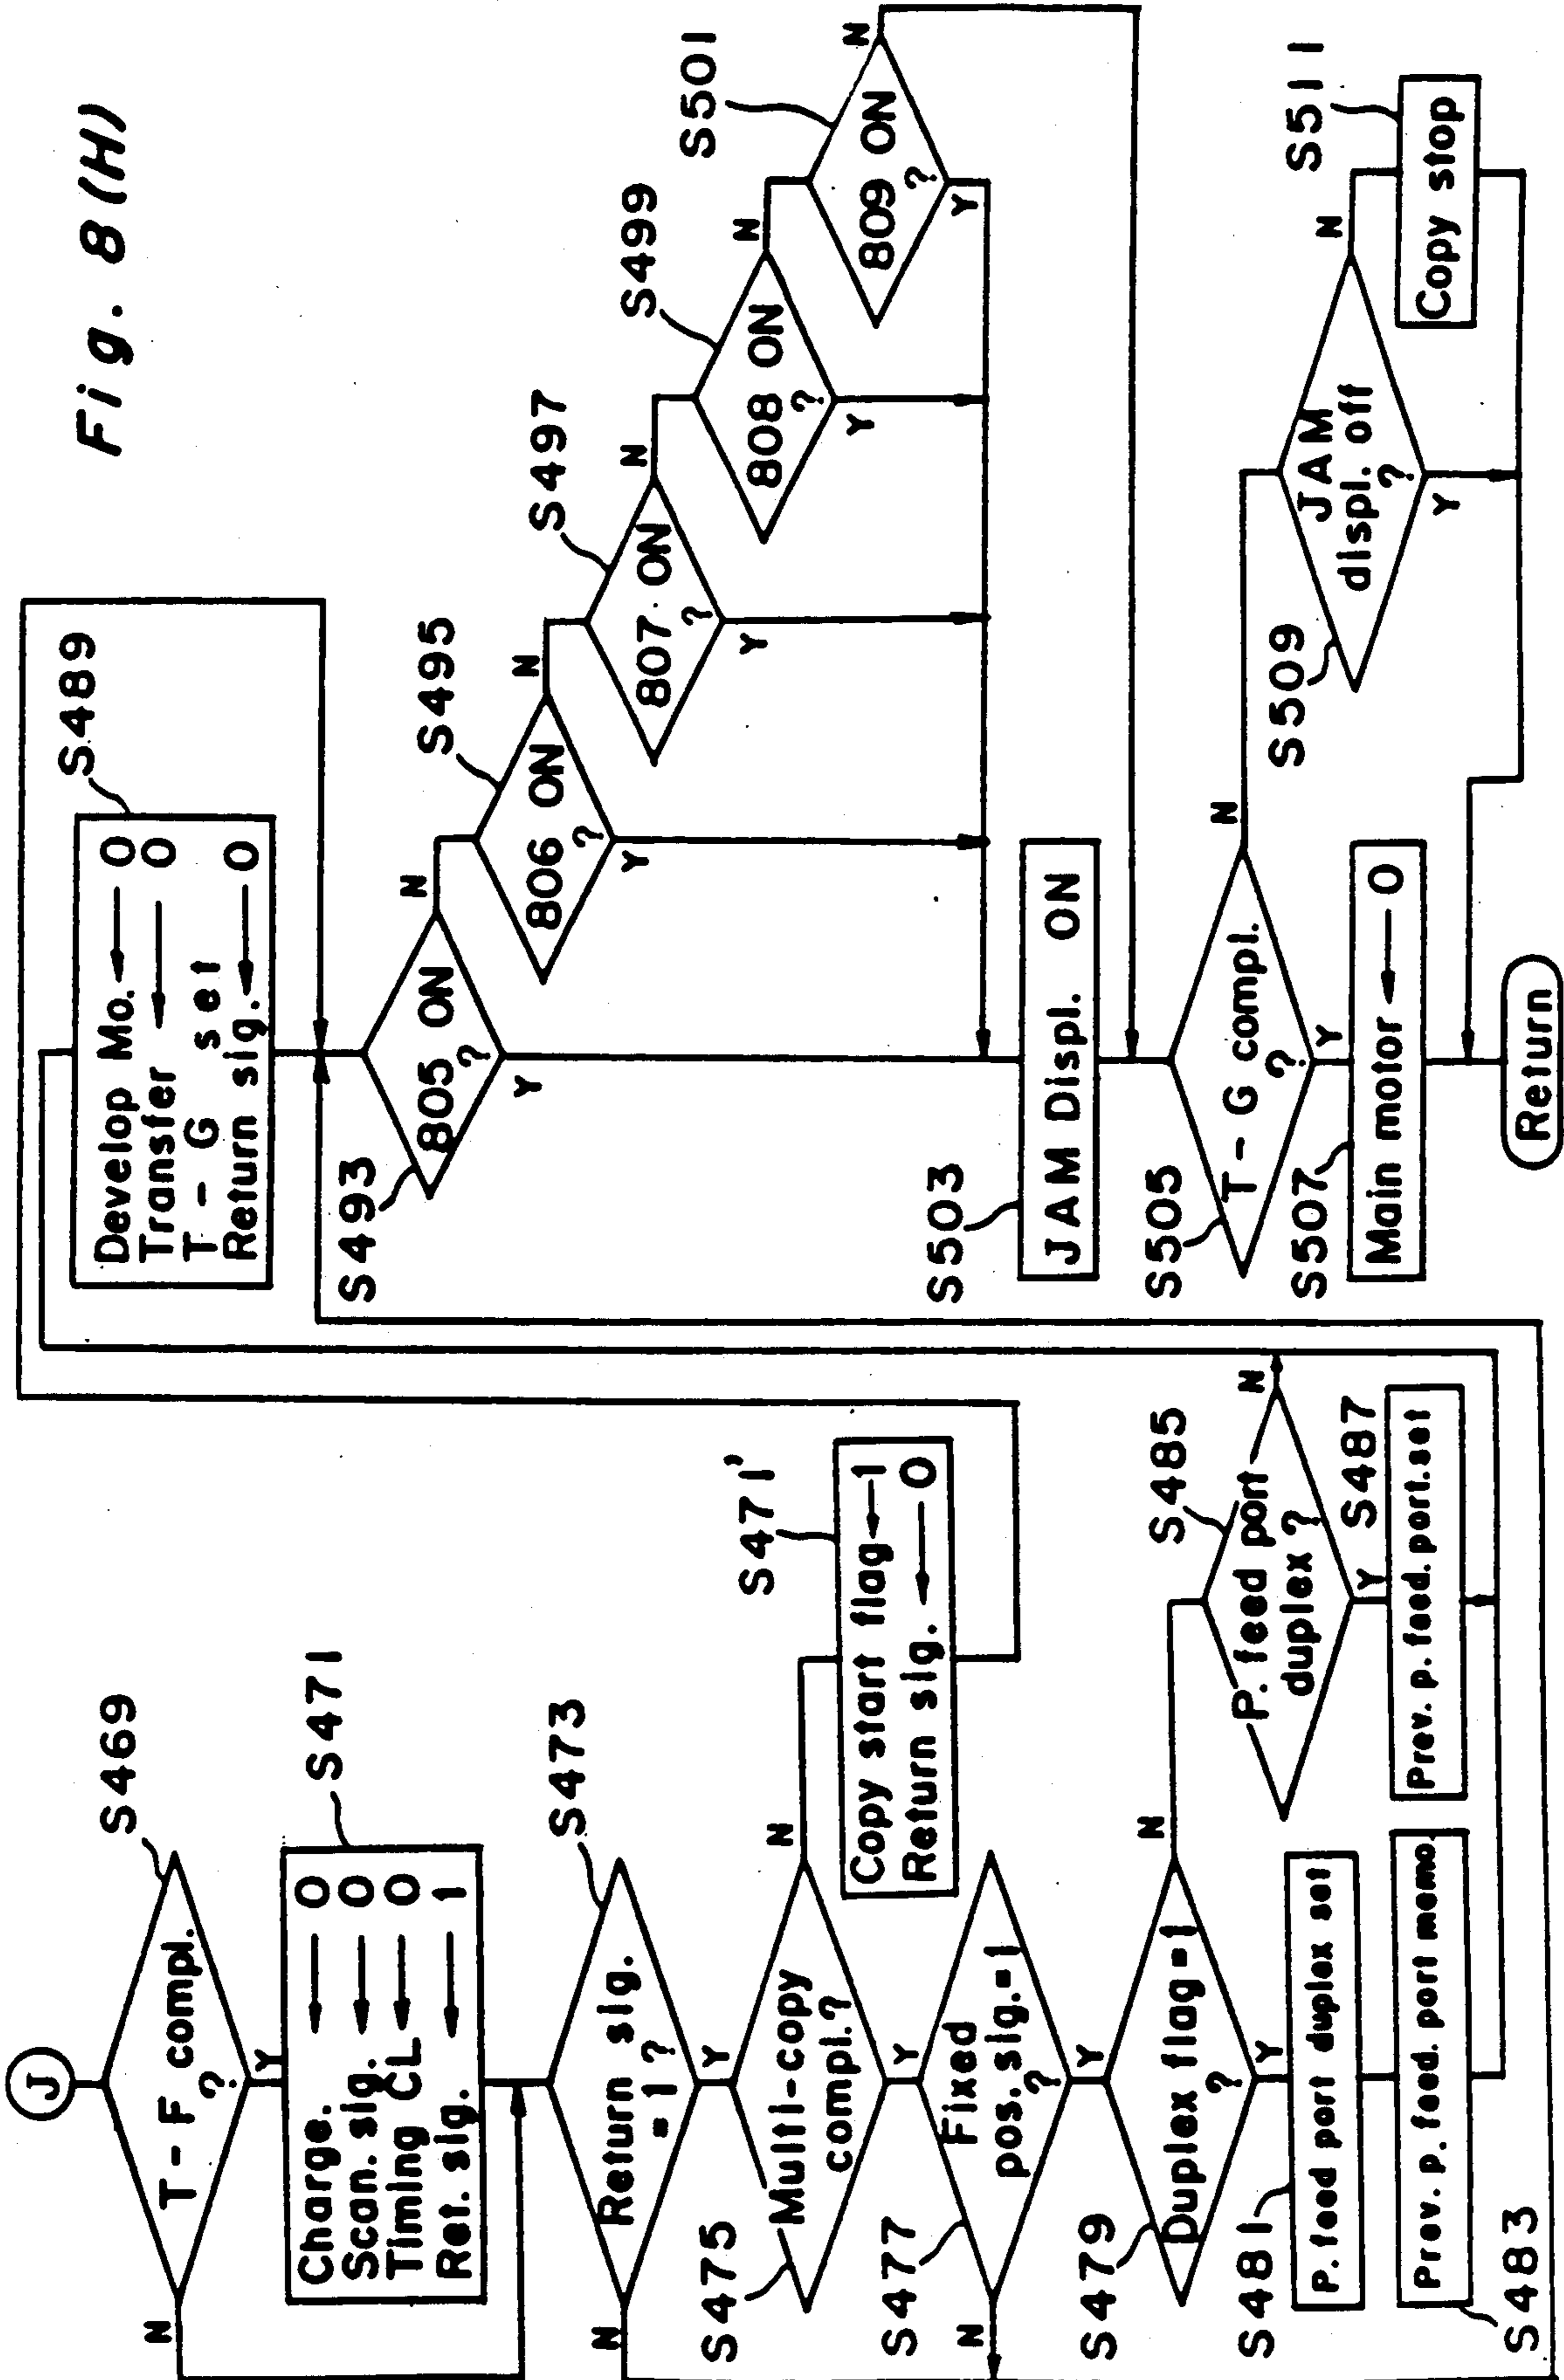 Fig. 8(H)
J
S469
T-F compl.
?
N
Y
S471
Charge. → 0
Scan. sig. → 0
Timing CL → 0
Ret. sig. → 1
S473
Return sig.
=1
?
N
Y
S475
Multi-copy
compl.?
N
Y
S471'
Copy start flag←1
Return sig. ← 0
S477
Fixed
pos. sig.=1
?
N
Y
S479
Duplex flag=1
?
N
Y
S481
P. feed port duplex set
S483
Prev. p. feed. port memo.
S485
P. feed port
duplex?
N
Y
S487
Prev. p. feed. port. set
S489
Develop Mo. ← 0
Transfer ← 0
T-G set
Return sig. ← 0
S493
805 ON
?
N
Y
S495
806 ON
?
N
Y
S497
807 ON
?
N
Y
S499
808 ON
?
N
Y
S501
809 ON
?
N
Y
S503
JAM Displ. ON
S505
T-G compl.
?
N
Y
S507
Main motor ← 0
S509
JAM
displ. off
?
N
Y
S511
Copy stop
Return